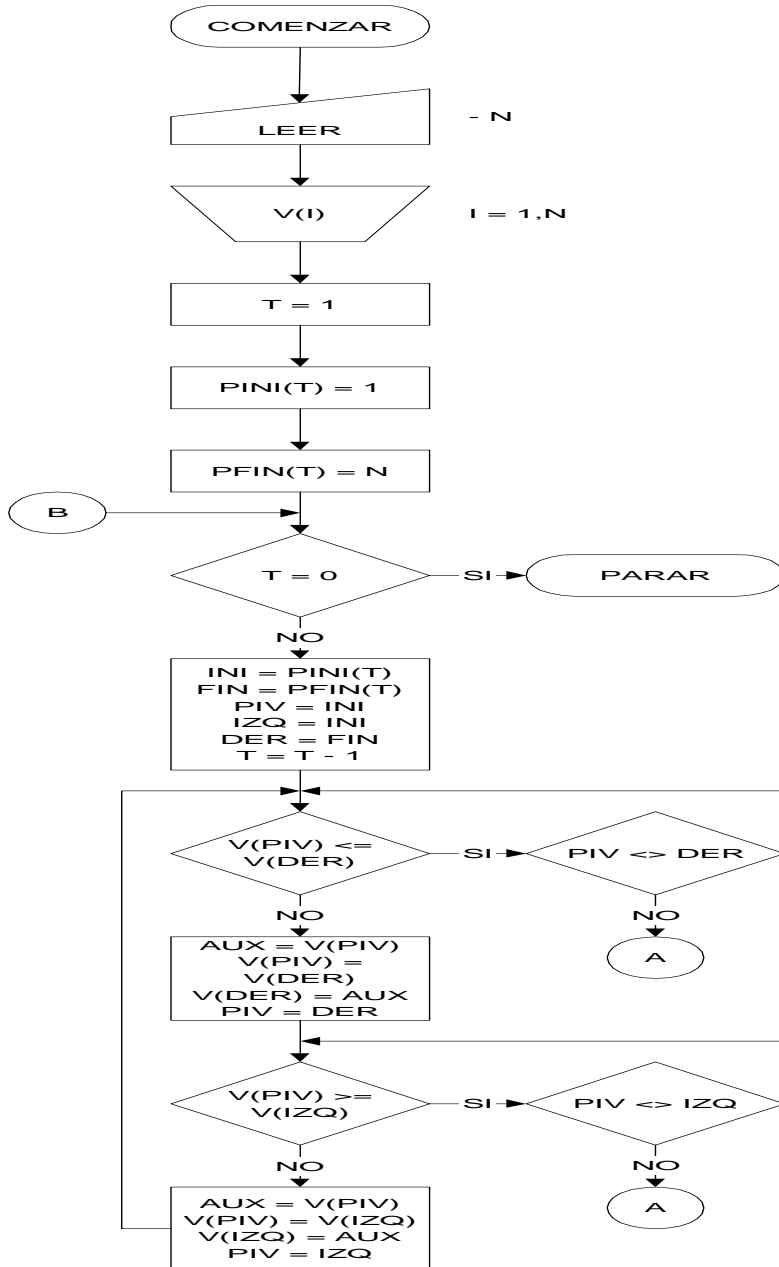 COMENZAR
LEER
- N
V(I)
I = 1,N
T = 1
PINI(T) = 1
PFIN(T) = N
B
T = 0
SI
PARAR
NO
INI = PINI(T)
FIN = PFIN(T)
PIV = INI
IZQ = INI
DER = FIN
T = T - 1
V(PIV) <=
V(DER)
SI
PIV <> DER
NO
NO
AUX = V(PIV)
V(PIV) =
V(DER)
V(DER) = AUX
PIV = DER
A
V(PIV) >=
V(IZQ)
SI
PIV <> IZQ
NO
NO
AUX = V(PIV)
V(PIV) = V(IZQ)
V(IZQ) = AUX
PIV = IZQ
A